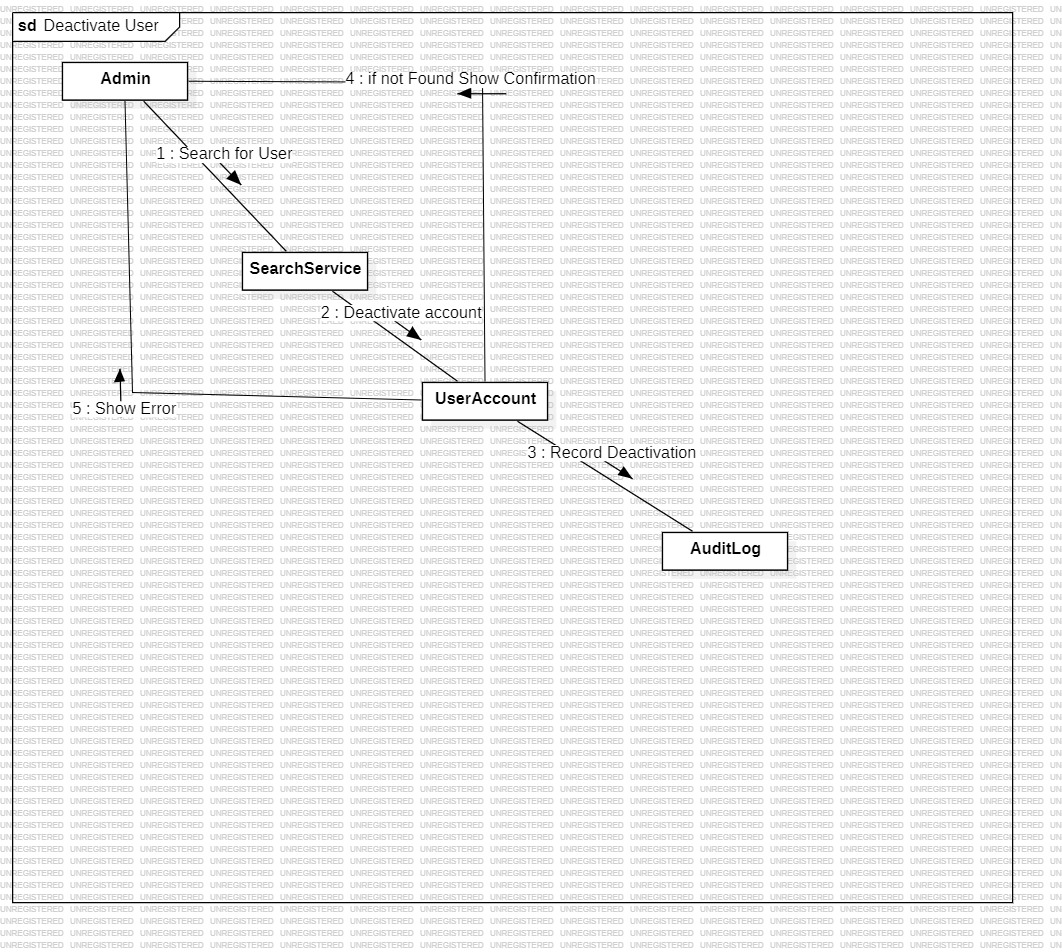 sd Deactivate User
Admin
4 : if not Found Show Confirmation
1 : Search for User
SearchService
2 : Deactivate account
UserAccount
5 : Show Error
3 : Record Deactivation
AuditLog
UNREGISTERED